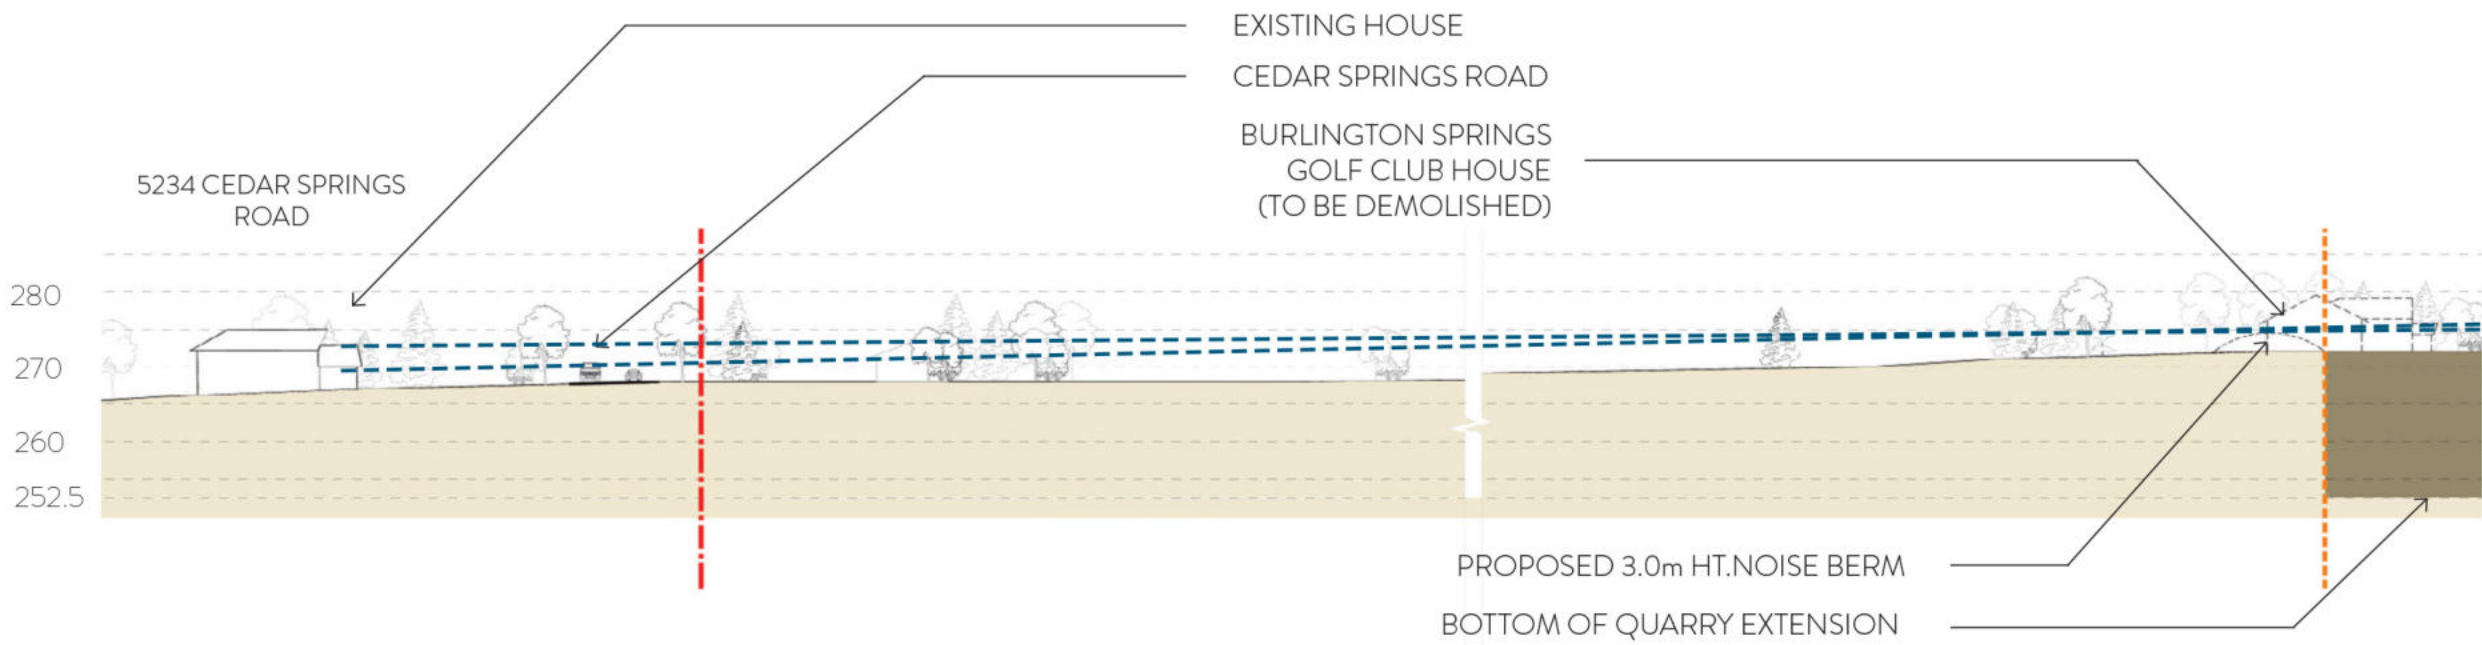 EXISTING HOUSE
CEDAR SPRINGS ROAD
BURLINGTON SPRINGS
GOLF CLUB HOUSE
(TO BE DEMOLISHED)
5234 CEDAR SPRINGS
ROAD
280
270
260
252.5
PROPOSED 3.0m HT.NOISE BERM
BOTTOM OF QUARRY EXTENSION